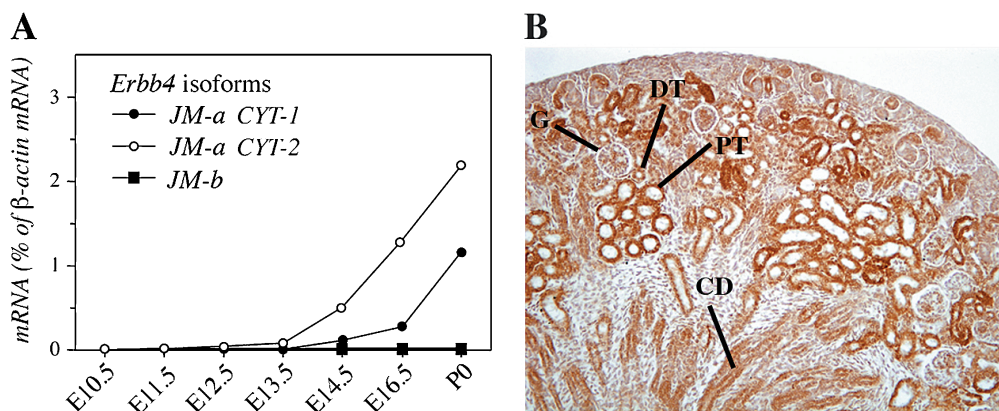 A
mRNA (% of β-actin mRNA)
3
2
1
0
Erbb4 isoforms
JM-a CYT-1
JM-a CYT-2
JM-b
E10.5
E11.5
E12.5
E13.5
E14.5
E16.5
P0
B
DT
G
PT
CD